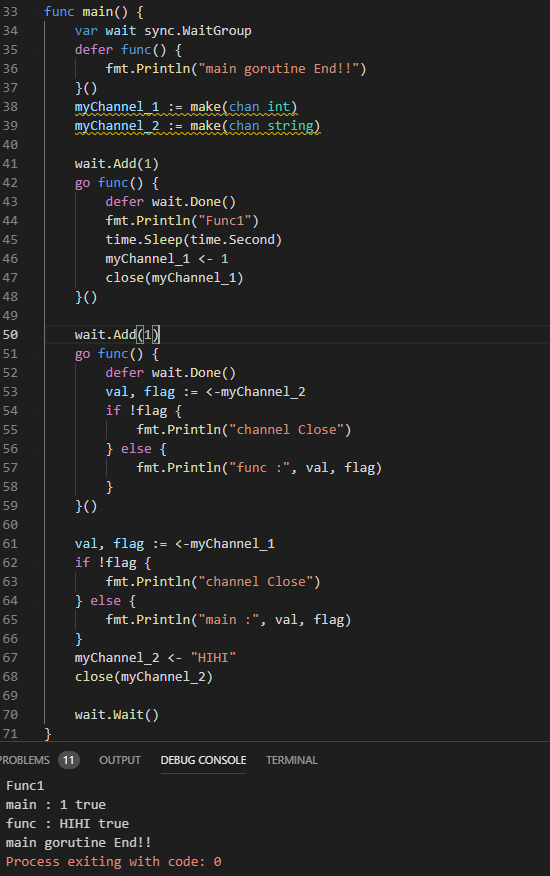 33 func main() {
34 var wait sync.WaitGroup
35 defer func() {
36 fmt.Println("main gorutine End!!")
37 }()
38 myChannel_1 := make(chan int)
39 myChannel_2 := make(chan string)
40
41 wait.Add(1)
42 go func() {
43 defer wait.Done()
44 fmt.Println("Func1")
45 time.Sleep(time.Second)
46 myChannel_1 <- 1
47 close(myChannel_1)
48 }()
49
50 wait.Add(1)
51 go func() {
52 defer wait.Done()
53 val, flag := <-myChannel_2
54 if !flag {
55 fmt.Println("channel Close")
56 } else {
57 fmt.Println("func :", val, flag)
58 }
59 }()
60
61 val, flag := <-myChannel_1
62 if !flag {
63 fmt.Println("channel Close")
64 } else {
65 fmt.Println("main :", val, flag)
66 }
67 myChannel_2 <- "HIHI"
68 close(myChannel_2)
69
70 wait.Wait()
71 }
PROBLEMS 11 OUTPUT DEBUG CONSOLE TERMINAL
Func1
main : 1 true
func : HIHI true
main gorutine End!!
Process exiting with code: 0